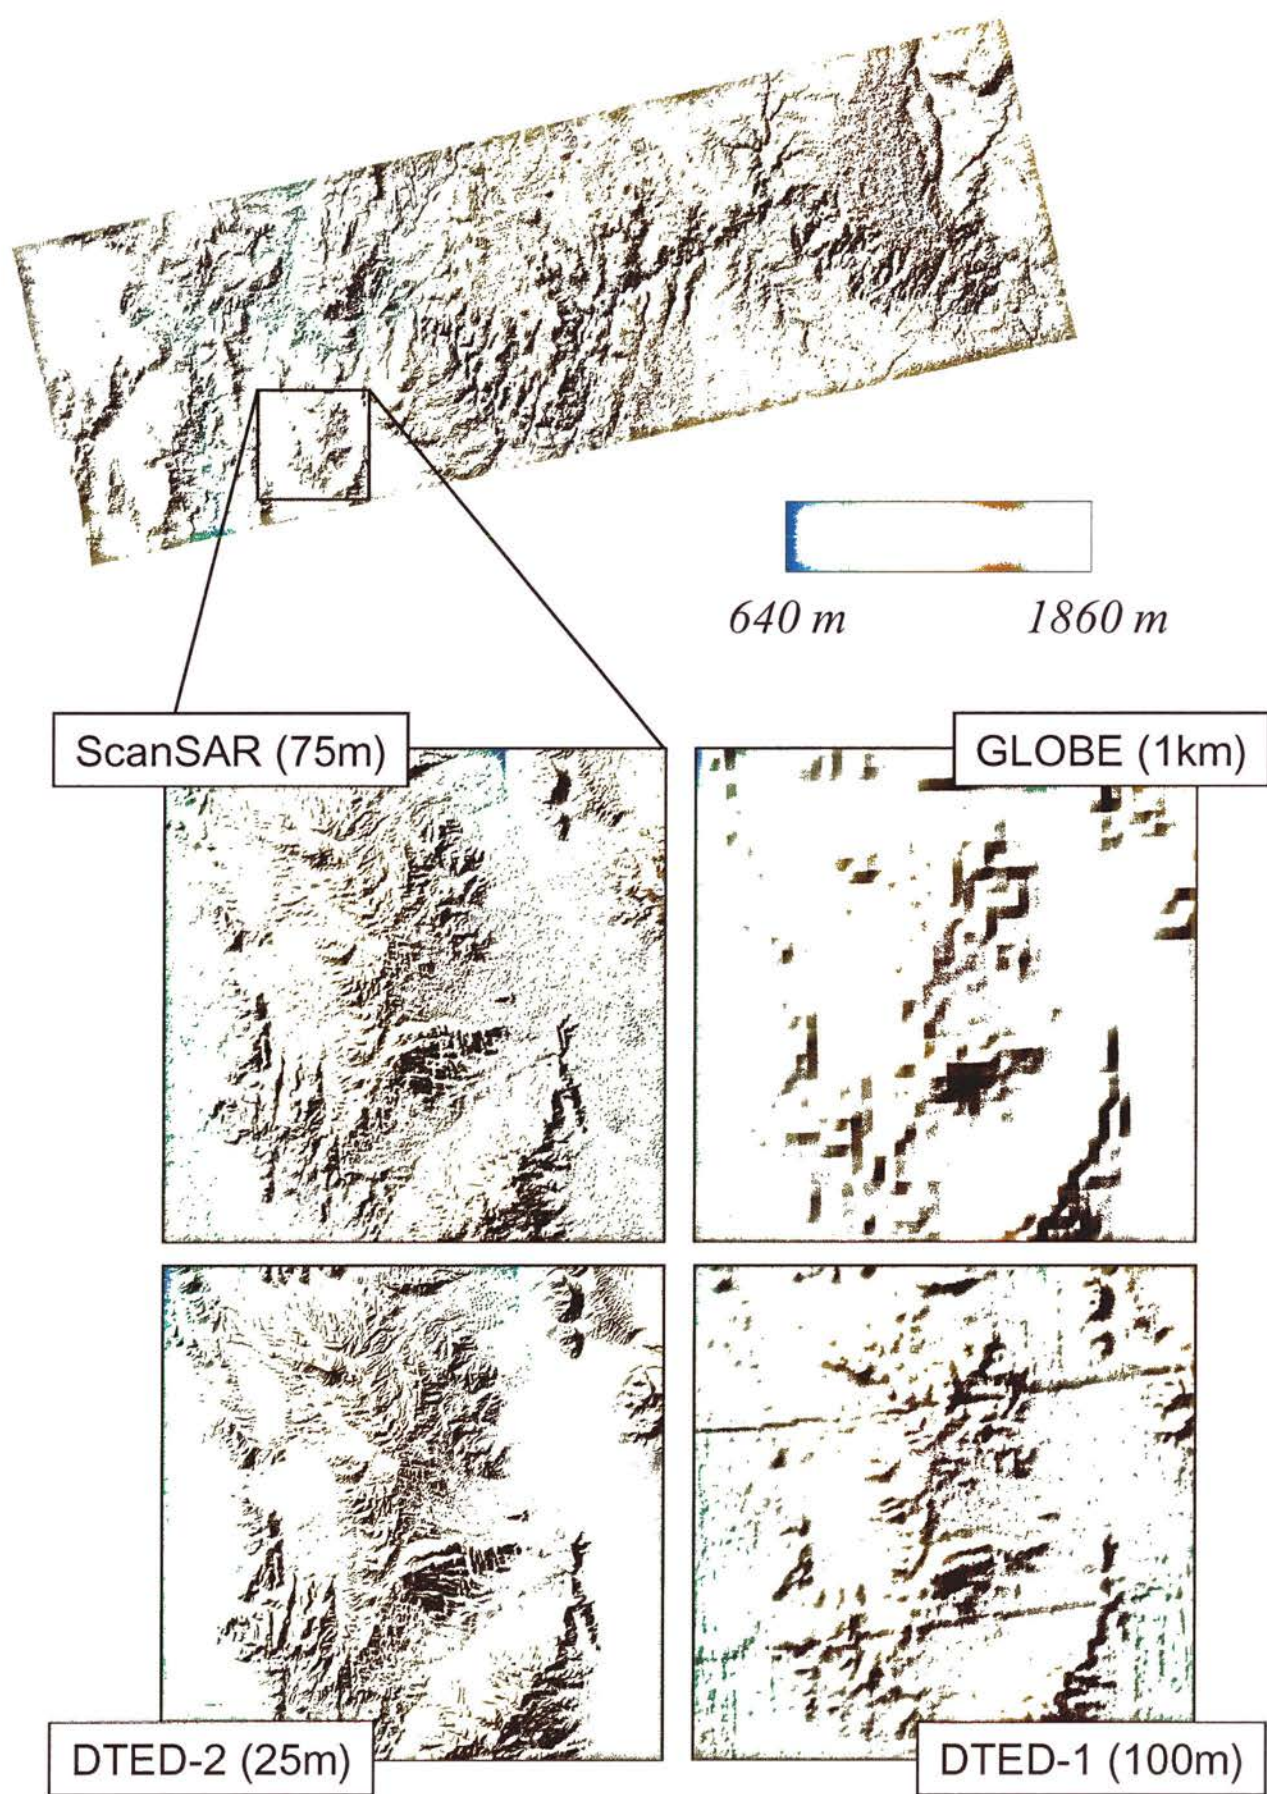 640 m
1860 m
ScanSAR (75m)
GLOBE (1km)
DTED-2 (25m)
DTED-1 (100m)